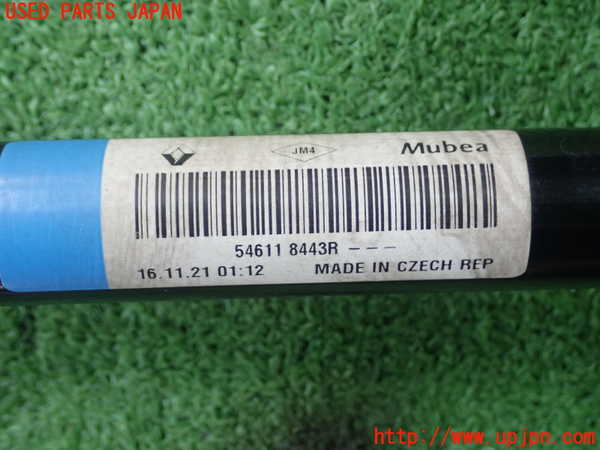 USED PARTS JAPAN
JM4
Mubea
54611 8443R ---
16.11.21 01:12 MADE IN CZECH REP
http://www.upjpn.com/